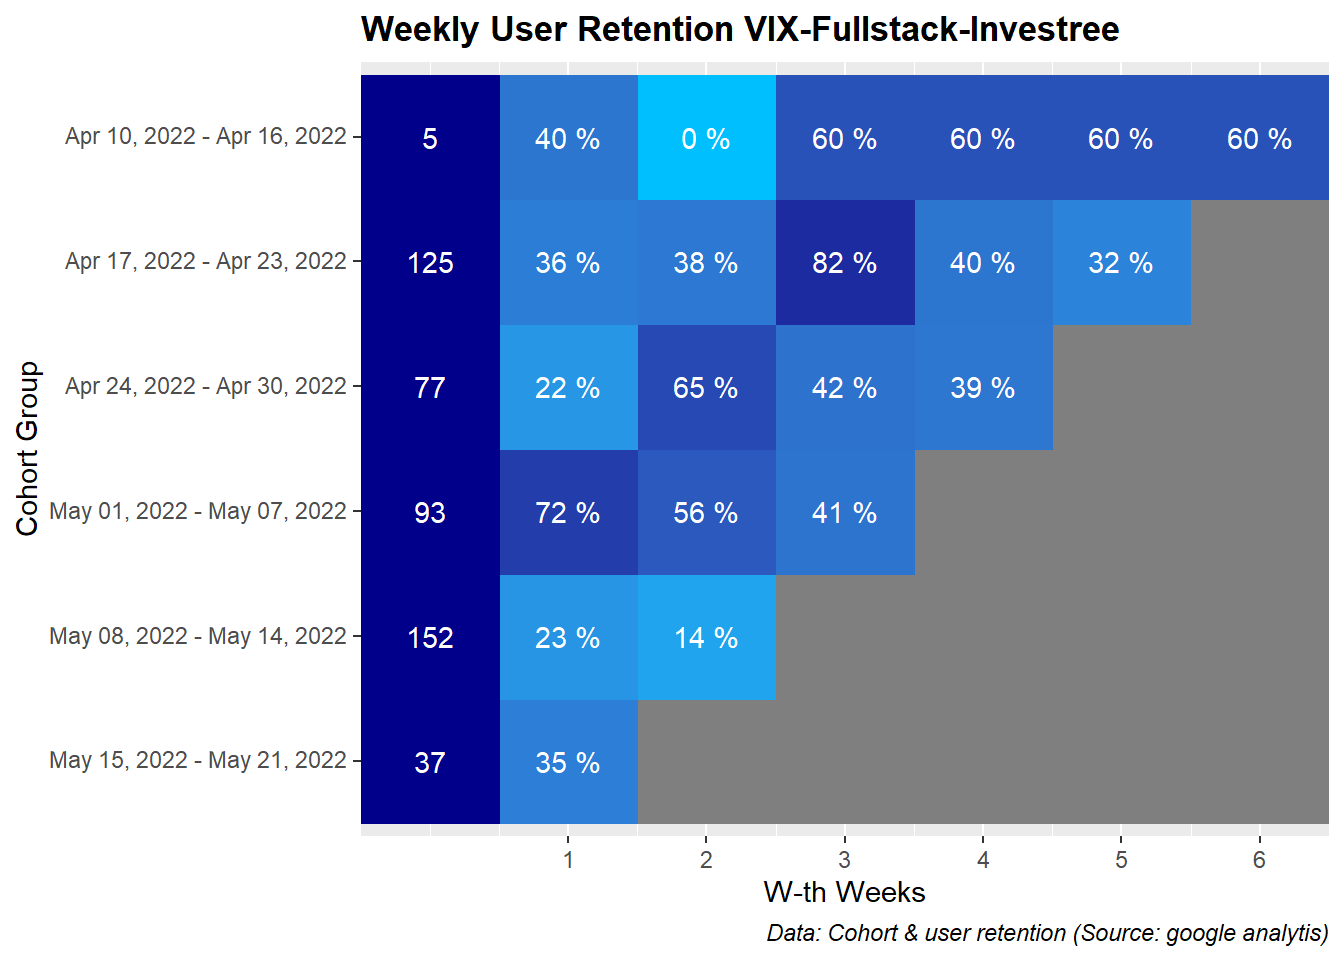 Weekly User Retention VIX-Fullstack-Investree
Cohort Group
Apr 10, 2022 - Apr 16, 2022 5 40 % 0 % 60 % 60 % 60 % 60 %
Apr 17, 2022 - Apr 23, 2022 125 36 % 38 % 82 % 40 % 32 %
Apr 24, 2022 - Apr 30, 2022 77 22 % 65 % 42 % 39 %
May 01, 2022 - May 07, 2022 93 72 % 56 % 41 %
May 08, 2022 - May 14, 2022 152 23 % 14 %
May 15, 2022 - May 21, 2022 37 35 %
1 2 3 4 5 6
W-th Weeks
Data: Cohort & user retention (Source: google analytis)